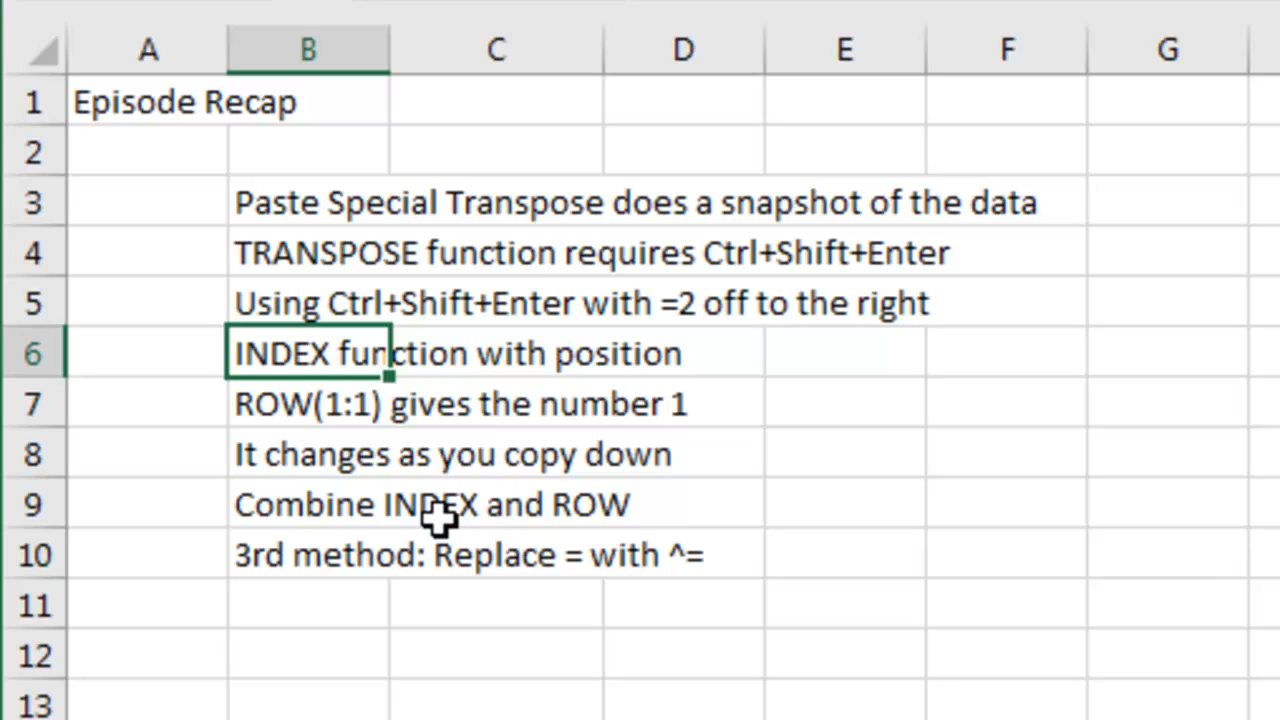 A B C D E F G
1 Episode Recap
2
3 Paste Special Transpose does a snapshot of the data
4 TRANSPOSE function requires Ctrl+Shift+Enter
5 Using Ctrl+Shift+Enter with =2 off to the right
6 INDEX function with position
7 ROW(1:1) gives the number 1
8 It changes as you copy down
9 Combine INDEX and ROW
10 3rd method: Replace = with ^=
11
12
13